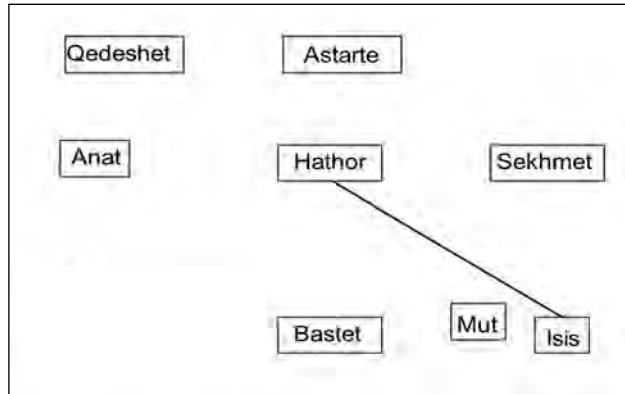 Qedeshet
Astarte
Anat
Hathor
Sekhmet
Bastet
Mut
Isis